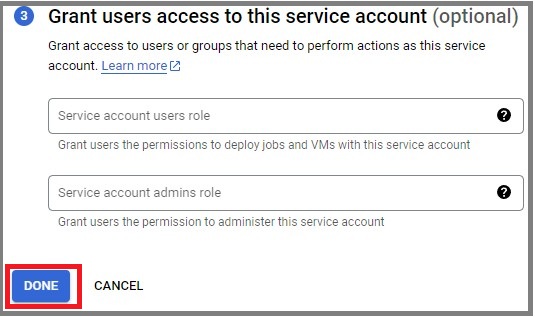 3 Grant users access to this service account (optional)
Grant access to users or groups that need to perform actions as this service
account. Learn more
Service account users role ?
Grant users the permissions to deploy jobs and VMs with this service account
Service account admins role ?
Grant users the permission to administer this service account
DONE CANCEL